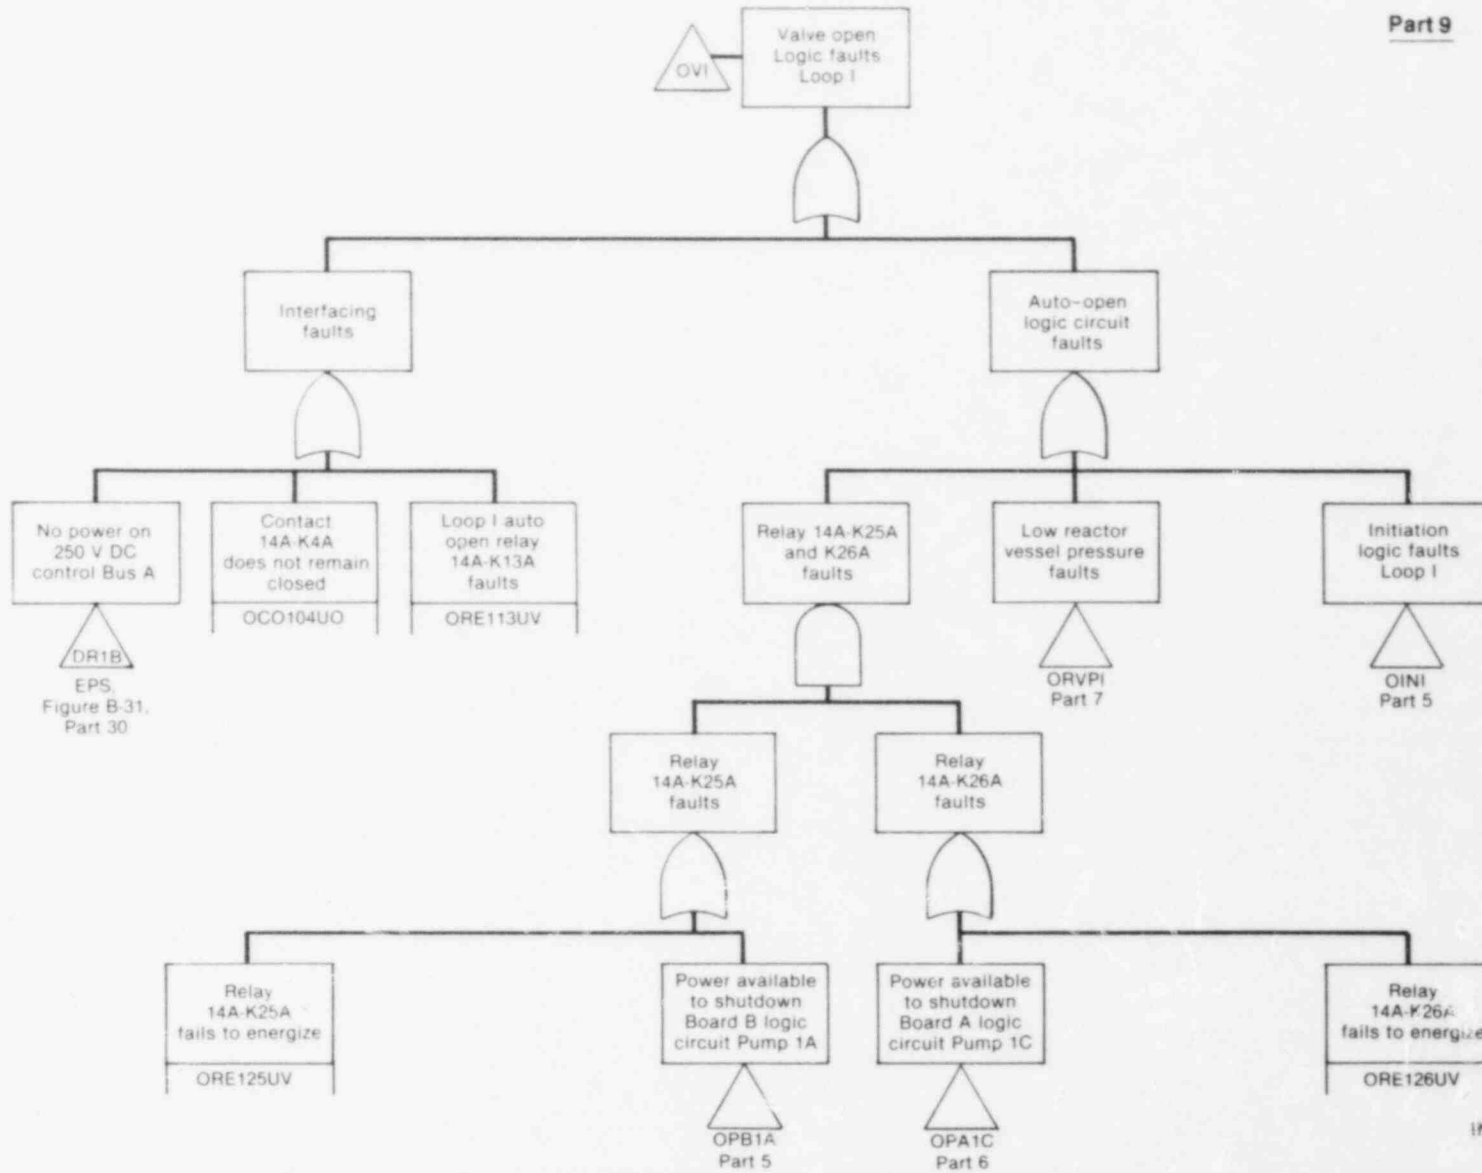 Part 9
Valve open
Logic faults
Loop I
OVI
Interfacing
faults
Auto-open
logic circuit
faults
No power on
250 V DC
control Bus A
DR1B
EPS,
Figure B-31,
Part 30
Contact
14A-K4A
does not remain
closed
OCO104UO
Loop I auto
open relay
14A-K13A
faults
ORE113UV
Relay 14A-K25A
and K26A
faults
Low reactor
vessel pressure
faults
ORVPI
Part 7
Initiation
logic faults
Loop I
OINI
Part 5
Relay
14A-K25A
faults
Relay
14A-K26A
faults
Relay
14A-K25A
fails to energize
ORE125UV
Power available
to shutdown
Board B logic
circuit Pump 1A
OPB1A
Part 5
Power available
to shutdown
Board A logic
circuit Pump 1C
OPA1C
Part 6
Relay
14A-K26A
fails to energize
ORE126UV